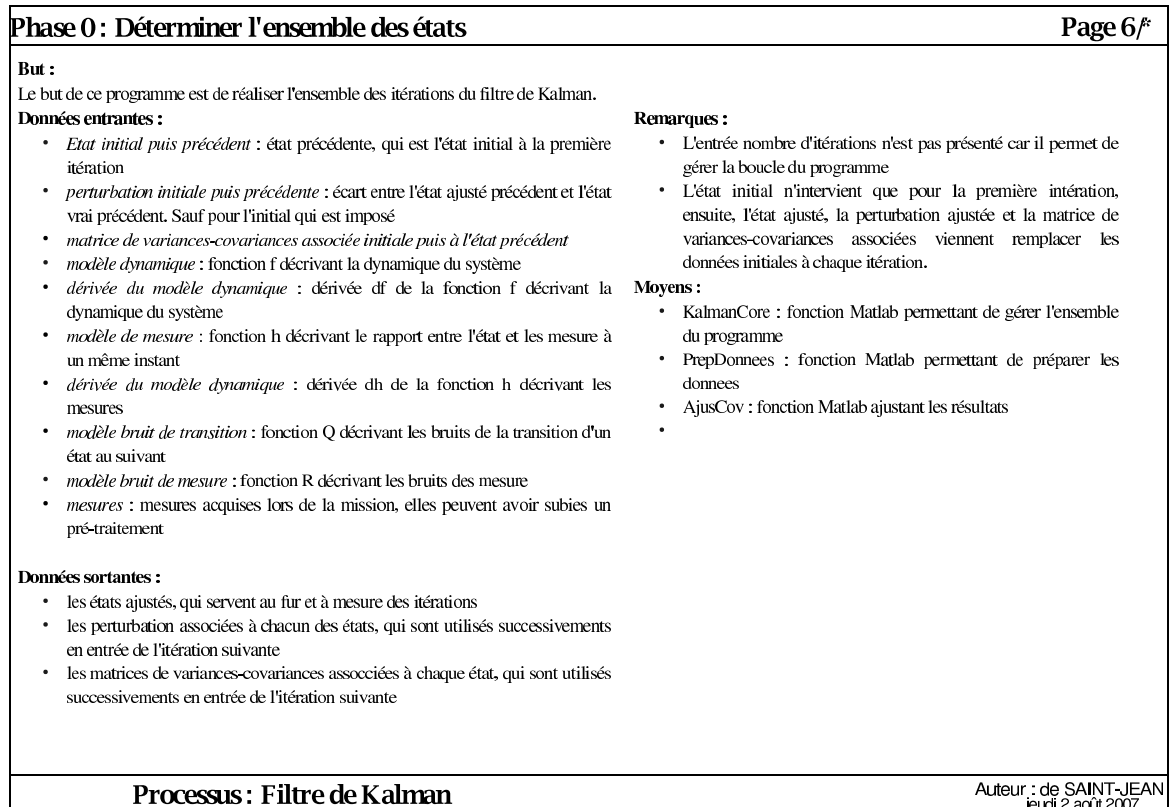 Phase 0 : Déterminer l'ensemble des états
Page 6/*
But :
Le but de ce programme est de réaliser l'ensemble des itérations du filtre de Kalman.
Données entrantes :
• Etat initial puis précédent : état précédente, qui est l'état initial à la première
itération
• perturbation initiale puis précédente : écart entre l'état ajusté précédent et l'état
vrai précédent. Sauf pour l'initial qui est imposé
• matrice de variances-covariances associée initiale puis à l'état précédent
• modèle dynamique : fonction f décrivant la dynamique du système
• dérivée du modèle dynamique : dérivée df de la fonction f décrivant la
dynamique du système
• modèle de mesure : fonction h décrivant le rapport entre l'état et les mesure à
un même instant
• dérivée du modèle dynamique : dérivée dh de la fonction h décrivant les
mesures
• modèle bruit de transition : fonction Q décrivant les bruits de la transition d'un
état au suivant
• modèle bruit de mesure : fonction R décrivant les bruits des mesure
• mesures : mesures acquises lors de la mission, elles peuvent avoir subies un
pré-traitement
Données sortantes :
• les états ajustés, qui servent au fur et à mesure des itérations
• les perturbation associées à chacun des états, qui sont utilisés successivements
en entrée de l'itération suivante
• les matrices de variances-covariances assocciées à chaque état, qui sont utilisés
successivements en entrée de l'itération suivante
Remarques :
• L'entrée nombre d'itérations n'est pas présenté car il permet de
gérer la boucle du programme
• L'état initial n'intervient que pour la première intération,
ensuite, l'état ajusté, la perturbation ajustée et la matrice de
variances-covariances associées viennent remplacer les
données initiales à chaque itération.
Moyens :
• KalmanCore : fonction Matlab permettant de gérer l'ensemble
du programme
• PrepDonnees : fonction Matlab permettant de préparer les
donnees
• AjusCov : fonction Matlab ajustant les résultats
•
Processus : Filtre de Kalman
Auteur : de SAINT-JEAN
jeudi 2 août 2007